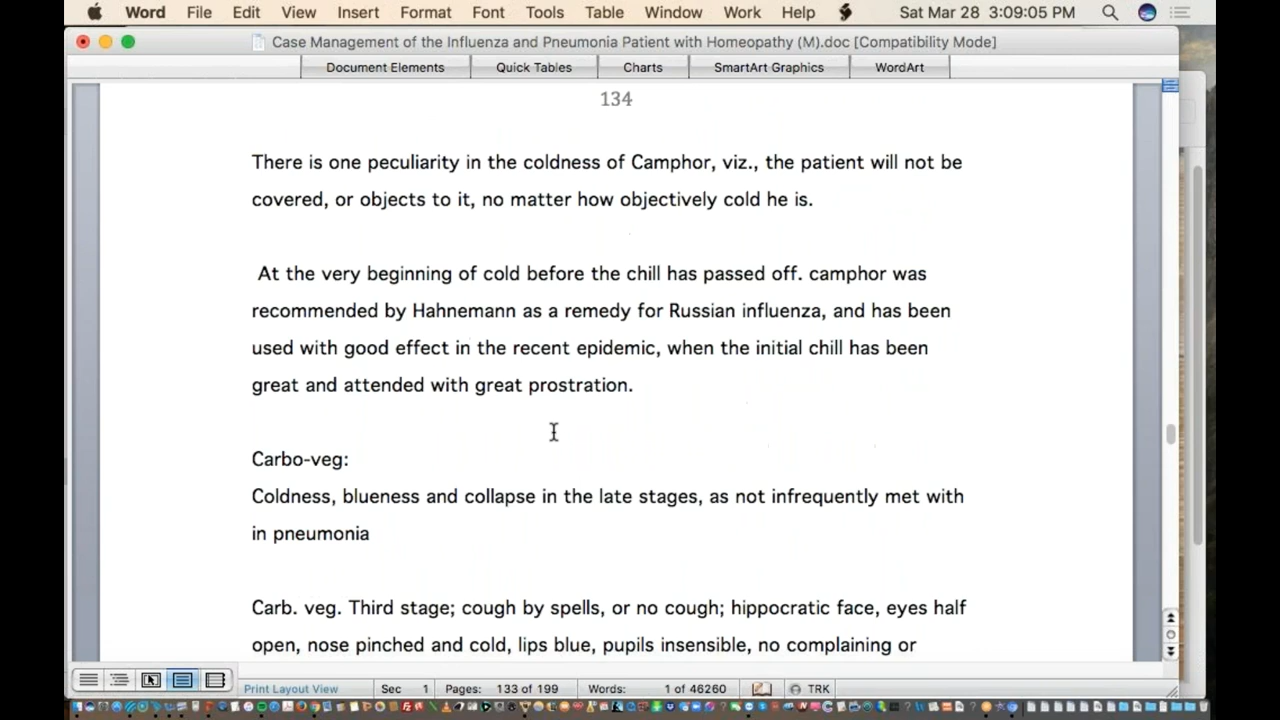 Word File Edit View Insert Format Font Tools Table Window Work Help Sat Mar 28 3:09:05 PM
Case Management of the Influenza and Pneumonia Patient with Homeopathy (M).doc [Compatibility Mode]
Document Elements Quick Tables Charts SmartArt Graphics WordArt
134
There is one peculiarity in the coldness of Camphor, viz., the patient will not be
covered, or objects to it, no matter how objectively cold he is.
At the very beginning of cold before the chill has passed off. camphor was
recommended by Hahnemann as a remedy for Russian influenza, and has been
used with good effect in the recent epidemic, when the initial chill has been
great and attended with great prostration.
Carbo-veg:
Coldness, blueness and collapse in the late stages, as not infrequently met with
in pneumonia
Carb. veg. Third stage; cough by spells, or no cough; hippocratic face, eyes half
open, nose pinched and cold, lips blue, pupils insensible, no complaining or
Print Layout View Sec 1 Pages: 133 of 199 Words: 1 of 46260 TRK